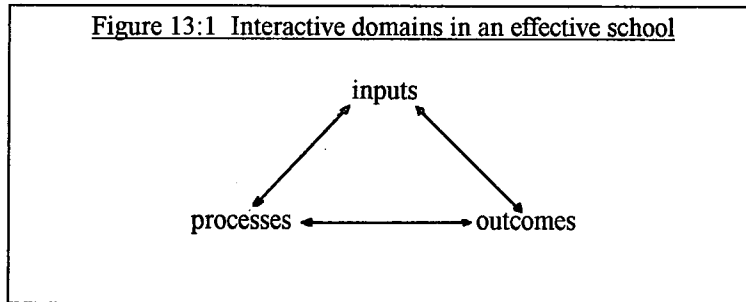 Figure 13:1 Interactive domains in an effective school
inputs
processes
outcomes